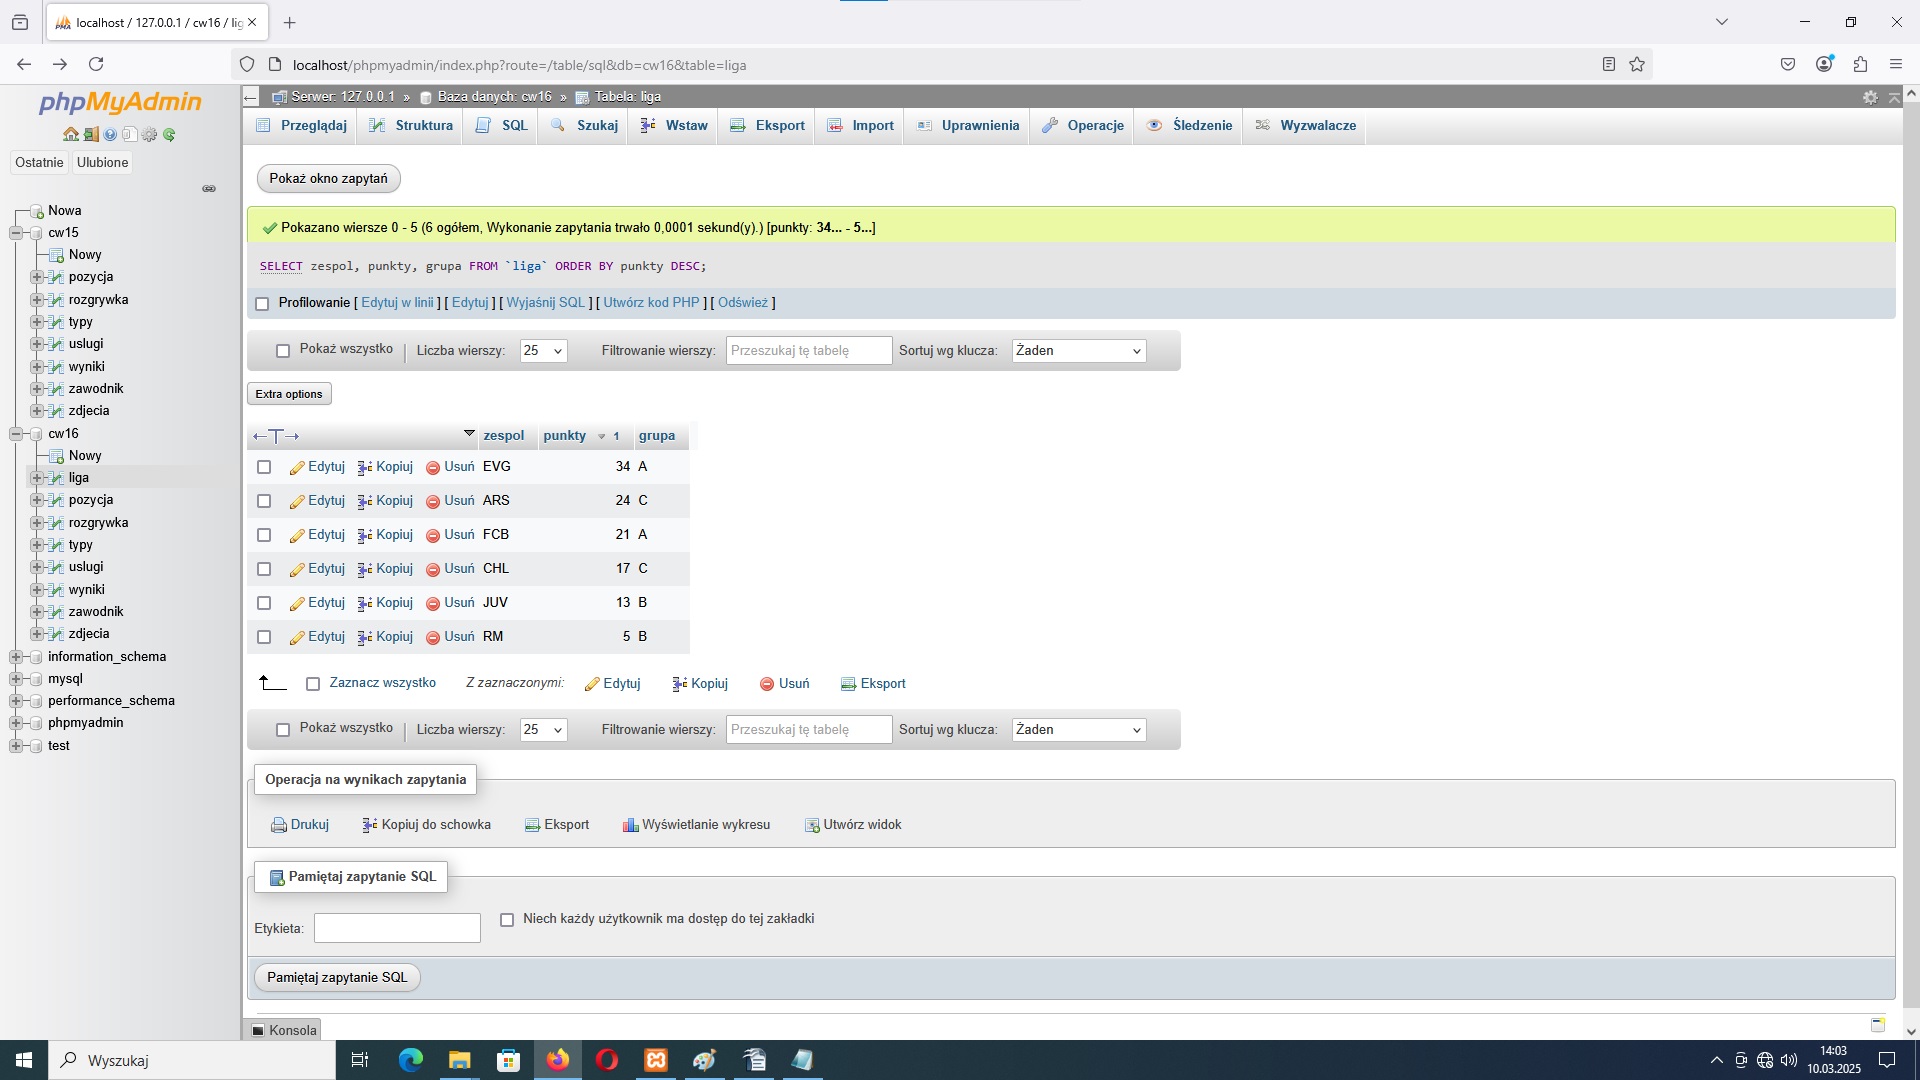 localhost / 127.0.0.1 / cw16 / lig
localhost/phpmyadmin/index.php?route=/table/sql&db=cw16&table=liga
phpMyAdmin
Ostatnie Ulubione
Nowa
cw15
Nowy
pozycja
rozgrywka
typy
uslugi
wyniki
zawodnik
zdjecia
cw16
Nowy
liga
pozycja
rozgrywka
typy
uslugi
wyniki
zawodnik
zdjecia
information_schema
mysql
performance_schema
phpmyadmin
test
Serwer: 127.0.0.1 » Baza danych: cw16 » Tabela: liga
Przeglądaj Struktura SQL Szukaj Wstaw Eksport Import Uprawnienia Operacje Śledzenie Wyzwalacze
Pokaż okno zapytań
Pokazano wiersze 0 - 5 (6 ogółem, Wykonanie zapytania trwało 0,0001 sekund(y).) [punkty: 34... - 5...]
SELECT zespol, punkty, grupa FROM `liga` ORDER BY punkty DESC;
Profilowanie [ Edytuj w linii ] [ Edytuj ] [ Wyjaśnij SQL ] [ Utwórz kod PHP ] [ Odśwież ]
Pokaż wszystko | Liczba wierszy: 25 Filtrowanie wierszy: Przeszukaj tę tabelę Sortuj wg klucza: Żaden
Extra options
←T→ zespol punkty 1 grupa
Edytuj Kopiuj Usuń EVG 34 A
Edytuj Kopiuj Usuń ARS 24 C
Edytuj Kopiuj Usuń FCB 21 A
Edytuj Kopiuj Usuń CHL 17 C
Edytuj Kopiuj Usuń JUV 13 B
Edytuj Kopiuj Usuń RM 5 B
Zaznacz wszystko Z zaznaczonymi: Edytuj Kopiuj Usuń Eksport
Pokaż wszystko | Liczba wierszy: 25 Filtrowanie wierszy: Przeszukaj tę tabelę Sortuj wg klucza: Żaden
Operacja na wynikach zapytania
Drukuj Kopiuj do schowka Eksport Wyświetlanie wykresu Utwórz widok
Pamiętaj zapytanie SQL
Etykieta: Niech każdy użytkownik ma dostęp do tej zakładki
Pamiętaj zapytanie SQL
Konsola
Wyszukaj
14:03
10.03.2025